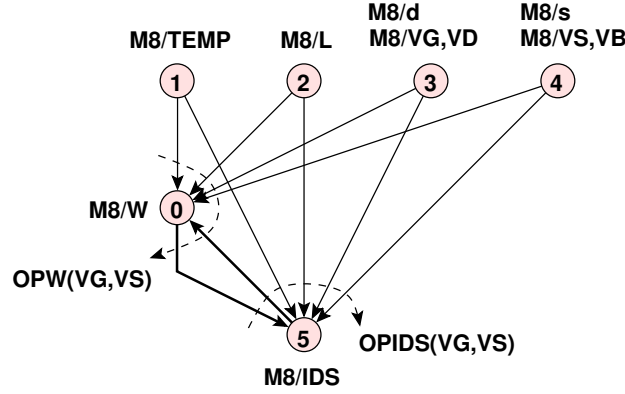 M8/d
M8/s
M8/TEMP
M8/L
M8/VG,VD
M8/VS,VB
1
2
3
4
M8/W
0
OPW(VG,VS)
5
OPIDS(VG,VS)
M8/IDS